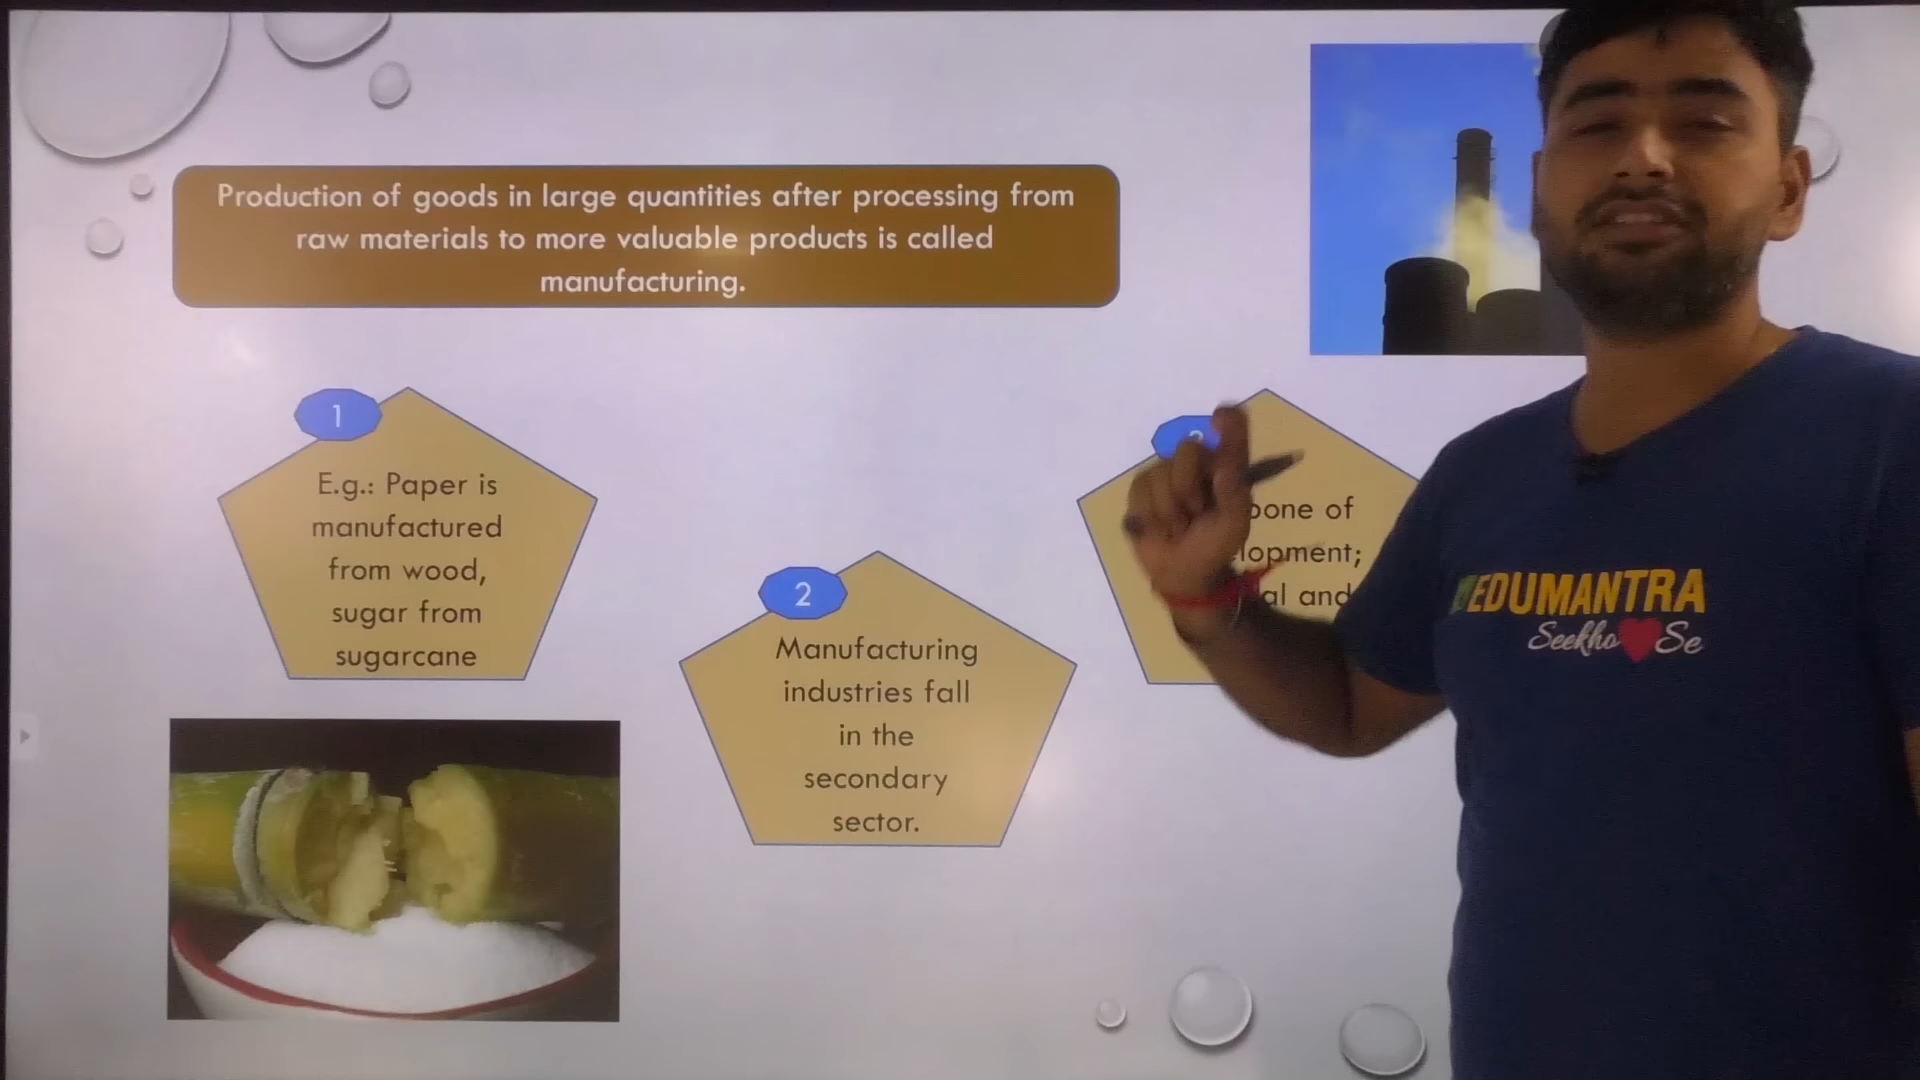 Production of goods in large quantities after processing from
raw materials to more valuable products is called
manufacturing.
1
E.g.: Paper is
manufactured
from wood,
sugar from
sugarcane
2
Manufacturing
industries fall
in the
secondary
sector.
of
and
EDUMANTRA
Seekho Se